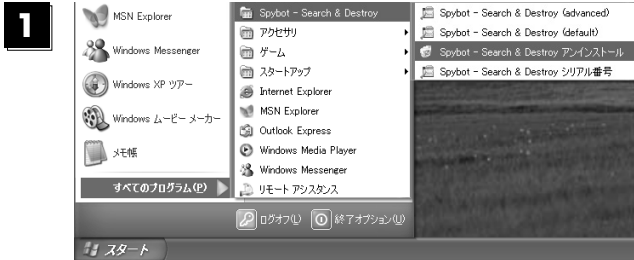 1
MSN Explorer
Windows Messenger
Windows XP ツアー
Windows ムービー メーカー
メモ帳
すべてのプログラム(P)
Spybot - Search & Destroy
アクセサリ
ゲーム
スタートアップ
Internet Explorer
MSN Explorer
Outlook Express
Windows Media Player
Windows Messenger
リモート アシスタンス
Spybot - Search & Destroy (advanced)
Spybot - Search & Destroy (default)
Spybot - Search & Destroy アンインストール
Spybot - Search & Destroy シリアル番号
ログオフ(L)
終了オプション(U)
スタート